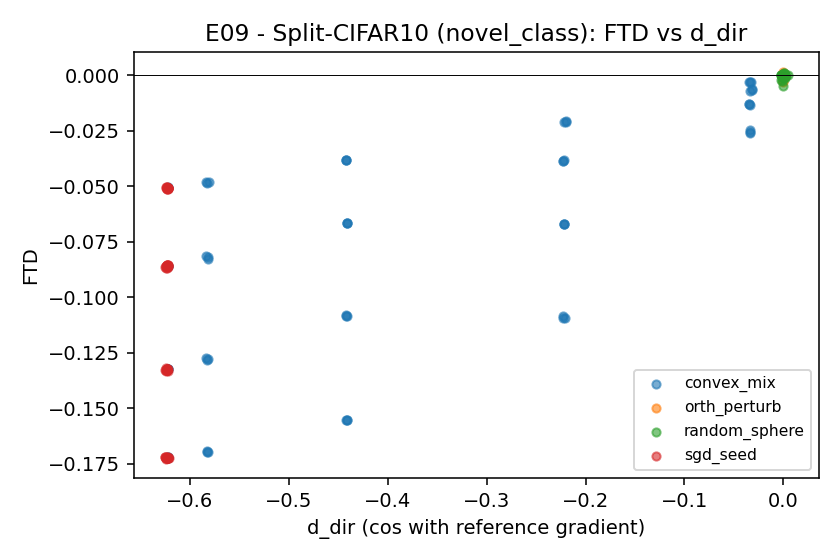 E09 - Split-CIFAR10 (novel_class): FTD vs d_dir
0.000
−0.025
−0.050
−0.075
−0.100
−0.125
−0.150
−0.175
FTD
convex_mix
orth_perturb
random_sphere
sgd_seed
−0.6
−0.5
−0.4
−0.3
−0.2
−0.1
0.0
d_dir (cos with reference gradient)